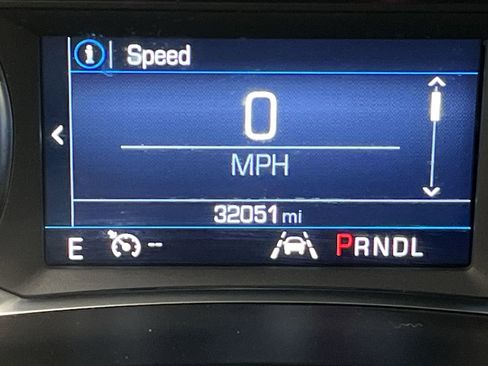 i Speed
0
MPH
32051 mi
E -- PRNDL